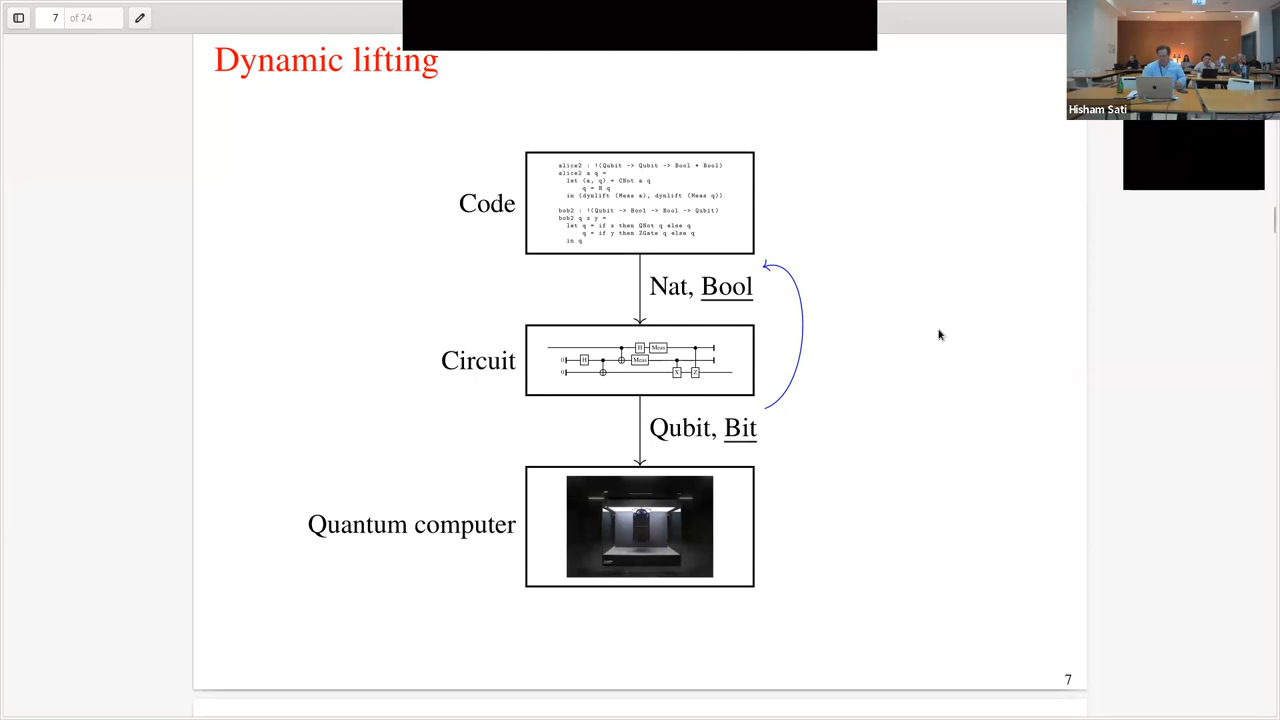 7 of 24
Dynamic lifting
Hisham Sati
Code
alice2 : !(Qubit -> Qubit -> Bool * Bool)
alice2 a q =
let (a, q) = CNot a q
q = H q
in (dynlift (Meas a), dynlift (Meas q))
bob2 : !(Qubit -> Bool -> Bool -> Qubit)
bob2 q x y =
let q = if x then QNot q else q
q = if y then ZGate q else q
in q
Nat, Bool
Circuit
H Meas
0 H Meas
0 X Z
Qubit, Bit
Quantum computer
7